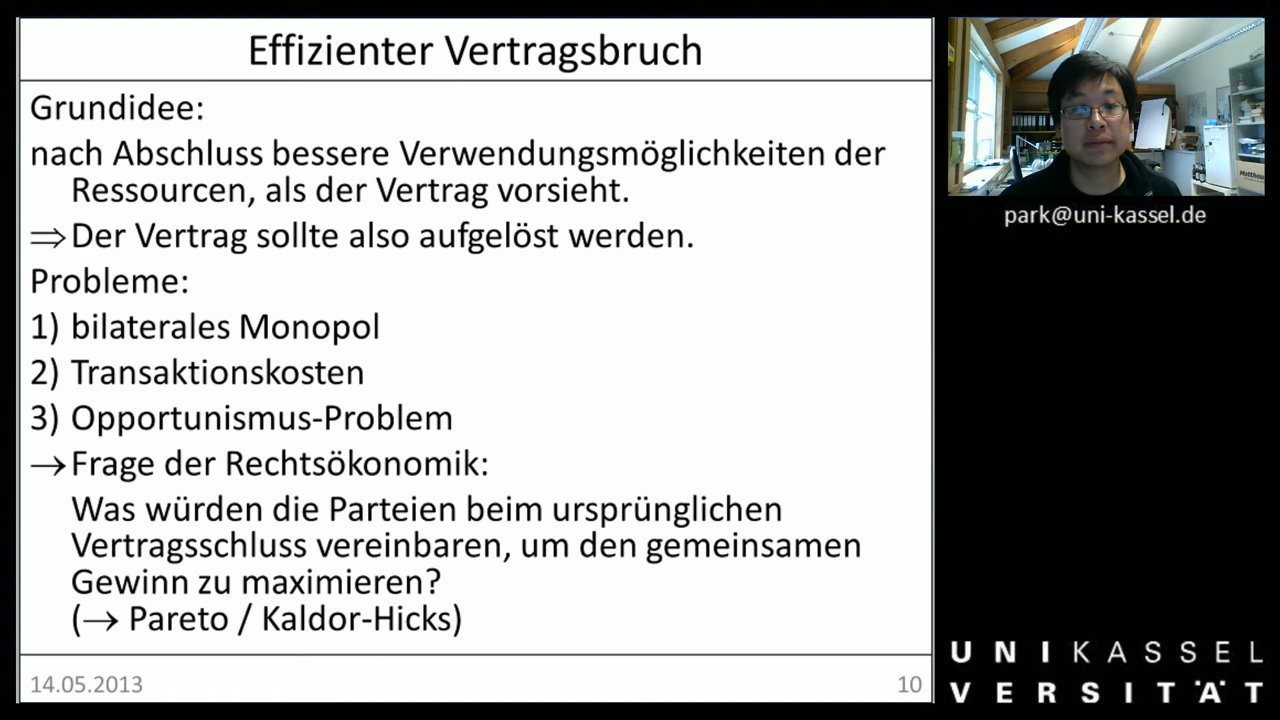 Effizienter Vertragsbruch
Grundidee:
nach Abschluss bessere Verwendungsmöglichkeiten der
Ressourcen, als der Vertrag vorsieht.
⇒ Der Vertrag sollte also aufgelöst werden.
Probleme:
1) bilaterales Monopol
2) Transaktionskosten
3) Opportunismus-Problem
→ Frage der Rechtsökonomik:
Was würden die Parteien beim ursprünglichen
Vertragsschluss vereinbaren, um den gemeinsamen
Gewinn zu maximieren?
(→ Pareto / Kaldor-Hicks)
14.05.2013
10
park@uni-kassel.de
UNIKASSEL
VERSITÄT